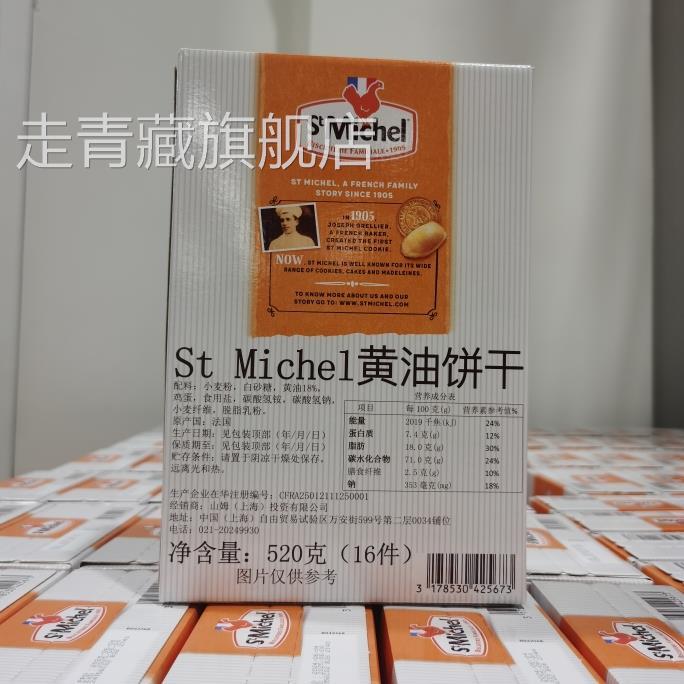 St Michel
BISCUITERIE FAMILIALE • 1905
走青藏旗舰店
ST MICHEL, A FRENCH FAMILY
STORY SINCE 1905
IN 1905
JOSEPH GRELLIER,
A FRENCH BAKER,
CREATED THE FIRST
ST MICHEL COOKIE.
NOW, ST MICHEL IS WELL KNOWN FOR ITS WIDE
RANGE OF COOKIES, CAKES AND MADELEINES.
TO KNOW MORE ABOUT US AND OUR
STORY GO TO: WWW.STMICHEL.COM
St Michel黄油饼干
配料：小麦粉，白砂糖，黄油18%，
鸡蛋，食用盐，碳酸氢铵，碳酸氢钠，
小麦纤维，脱脂乳粉。
原产国：法国
生产日期：见包装顶部（年/月/日）
保质期至：见包装顶部（年/月/日）
贮存条件：请置于阴凉干燥处保存，
远离光和热。
营养成分表
项目 每 100 克(g) 营养素参考值%
能量 2019 千焦(kJ) 24%
蛋白质 7.4 克(g) 12%
脂肪 18.0 克(g) 30%
碳水化合物 71.0 克(g) 24%
膳食纤维 2.5 克(g) 10%
钠 353 毫克(mg) 18%
生产企业在华注册编号：CFRA25012111250001
经销商：山姆（上海）投资有限公司
地址：中国（上海）自由贸易试验区万安街599号第二层0034铺位
电话：021-20249930
净含量：520克（16件）
图片仅供参考
3 178530 425673
St Michel
St Michel
St Michel
St Michel